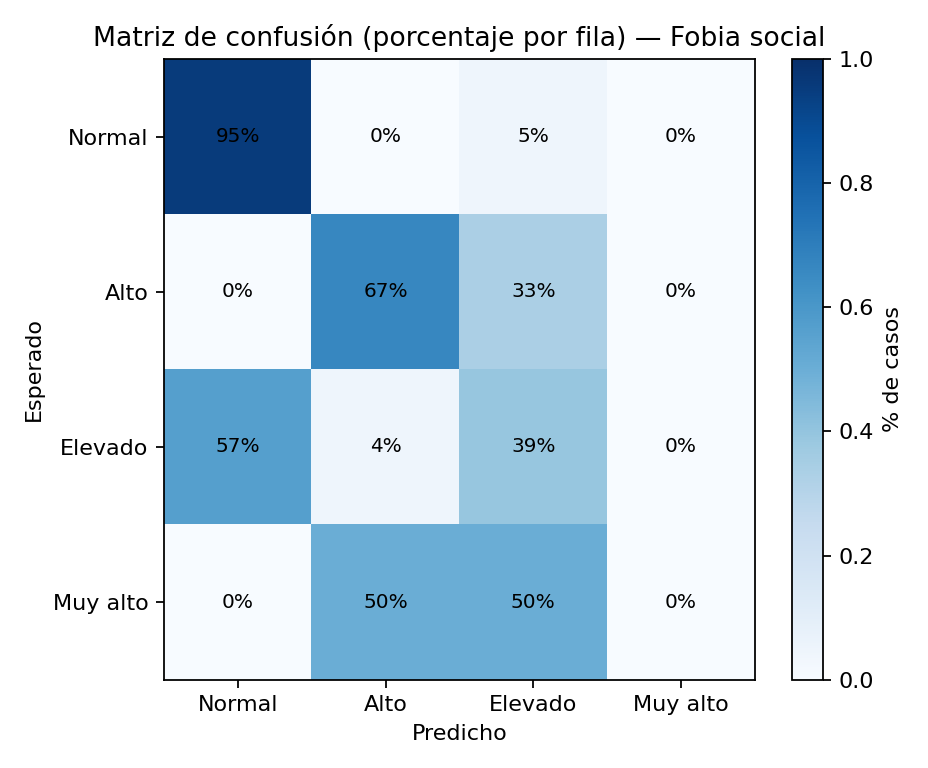 Matriz de confusión (porcentaje por fila) — Fobia social
Normal
95%
0%
5%
0%
Alto
0%
67%
33%
0%
Elevado
57%
4%
39%
0%
Muy alto
0%
50%
50%
0%
Normal
Alto
Elevado
Muy alto
Predicho
Esperado
1.0
0.8
0.6
0.4
0.2
0.0
% de casos